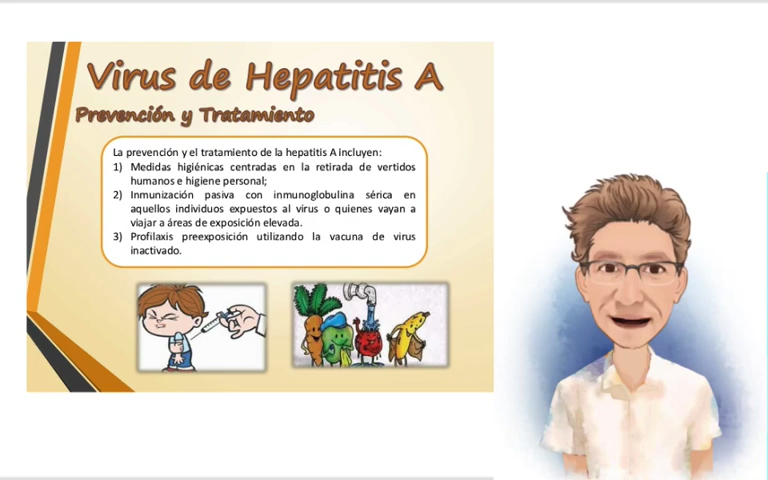 Virus de Hepatitis A
Prevención y Tratamiento
La prevención y el tratamiento de la hepatitis A incluyen:
1) Medidas higiénicas centradas en la retirada de vertidos
humanos e higiene personal;
2) Inmunización pasiva con inmunoglobulina sérica en
aquellos individuos expuestos al virus o quienes vayan a
viajar a áreas de exposición elevada.
3) Profilaxis preexposición utilizando la vacuna de virus
inactivado.